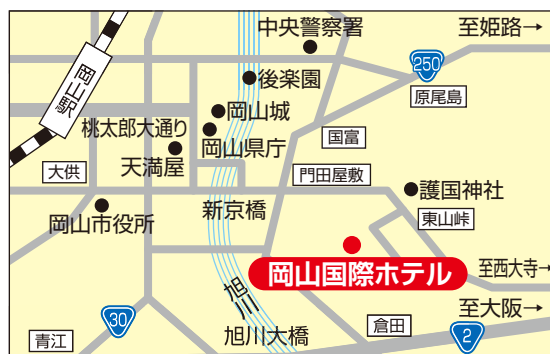 中央警察署
至姫路→
250
岡山駅
後楽園
原尾島
岡山城
桃太郎大通り
岡山県庁
国富
天満屋
大供
門田屋敷
護国神社
岡山市役所
新京橋
東山峠
岡山国際ホテル
至西大寺→
旭川
30
至大阪→
青江
旭川大橋
倉田
2